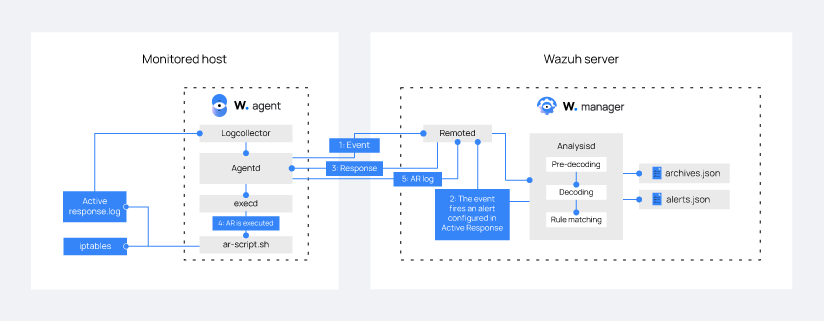 Monitored host
W. agent
Logcollector
Agentd
execd
4: AR is executed
ar-script.sh
Active
response.log
iptables
1: Event
3: Response
5: AR log
Wazuh server
W. manager
Remoted
2: The event
fires an alert
configured in
Active Response
Analysisd
Pre-decoding
Decoding
Rule matching
archives.json
alerts.json